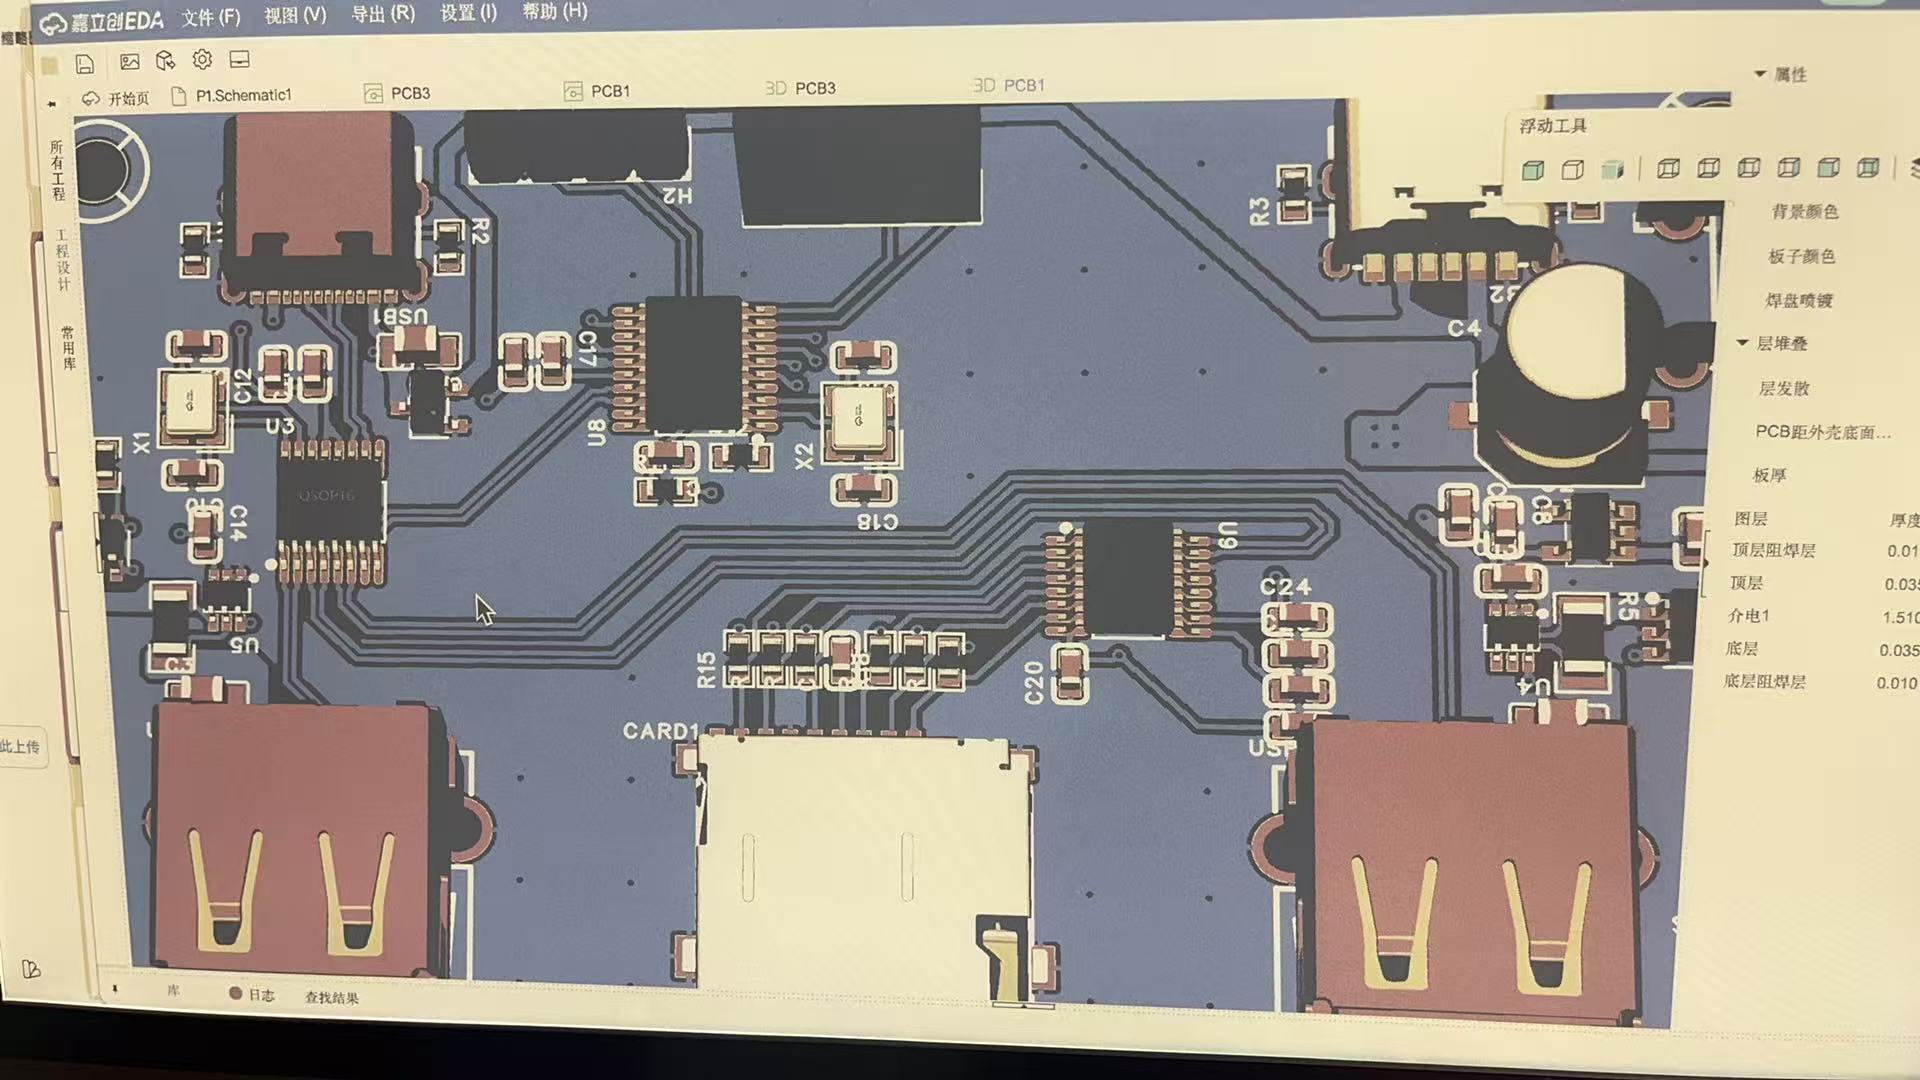 嘉立创EDA 文件 (F) 视图 (V) 导出 (R) 设置 (I) 帮助 (H)
开始页 P1.Schematic1 PCB3 PCB1 3D PCB3 3D PCB1
所有工程
工程设计
常用库
此上传
属性
浮动工具
背景颜色
板子颜色
焊盘喷镀
层堆叠
层发散
PCB距外壳底面...
板厚
图层 厚度
顶层阻焊层 0.01
顶层 0.035
介电1 1.510
底层 0.035
底层阻焊层 0.010
H2
R2
R3
USB1
C17
C4
C12
U3
X1
U8
X2
QSOP16
C18
C14
U9
C8
C24
R5
U5
R15
C20
U4
CARD1
库 日志 查找结果